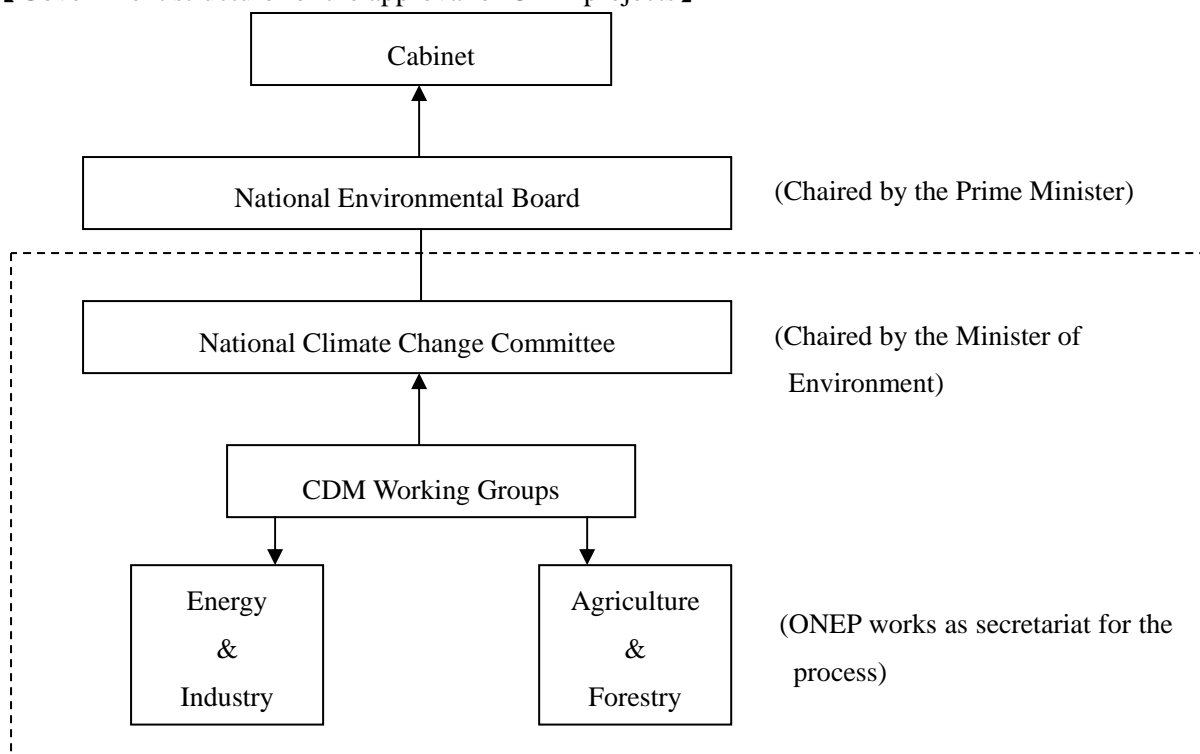 Cabinet
National Environmental Board
(Chaired by the Prime Minister)
National Climate Change Committee
(Chaired by the Minister of
Environment)
CDM Working Groups
Energy
&
Industry
Agriculture
&
Forestry
(ONEP works as secretariat for the
process)